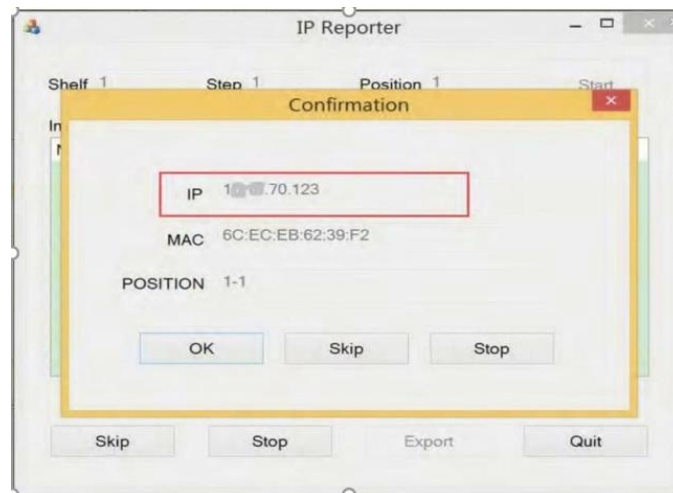 IP Reporter
Shelf 1 Step 1 Position 1 Start
Confirmation
IP .70.123
MAC 6C:EC:EB:62:39:F2
POSITION 1-1
OK Skip Stop
Skip Stop Export Quit